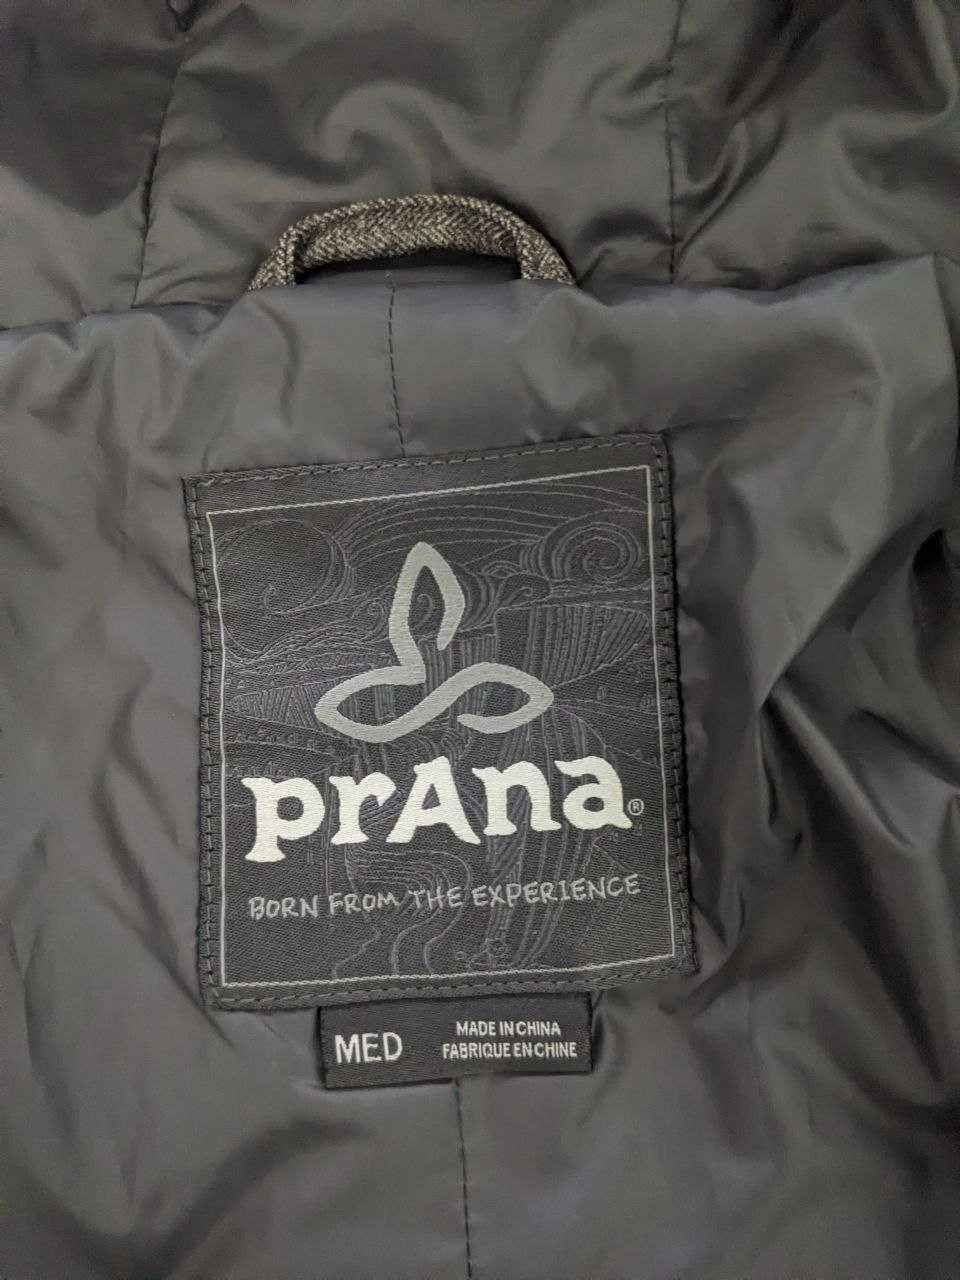 prAna®
BORN FROM THE EXPERIENCE
MED
MADE IN CHINA
FABRIQUE EN CHINE